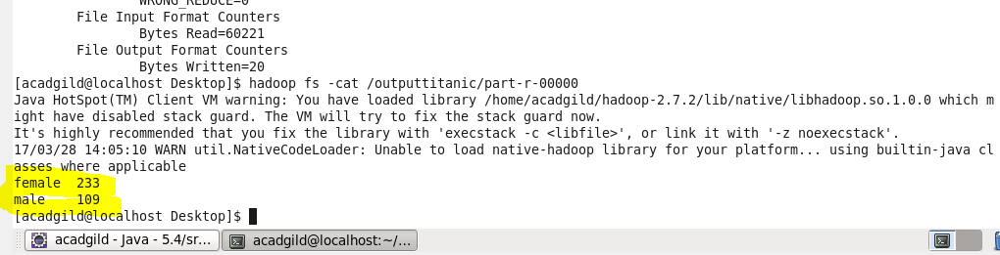 WRONG_REDUCE=0
File Input Format Counters
Bytes Read=60221
File Output Format Counters
Bytes Written=20
[acadgild@localhost Desktop]$ hadoop fs -cat /outputtitanic/part-r-00000
Java HotSpot(TM) Client VM warning: You have loaded library /home/acadgild/hadoop-2.7.2/lib/native/libhadoop.so.1.0.0 which m
ight have disabled stack guard. The VM will try to fix the stack guard now.
It's highly recommended that you fix the library with 'execstack -c <libfile>', or link it with '-z noexecstack'.
17/03/28 14:05:10 WARN util.NativeCodeLoader: Unable to load native-hadoop library for your platform... using builtin-java cl
asses where applicable
female 233
male 109
[acadgild@localhost Desktop]$
acadgild - Java - 5.4/sr... acadgild@localhost:~/...